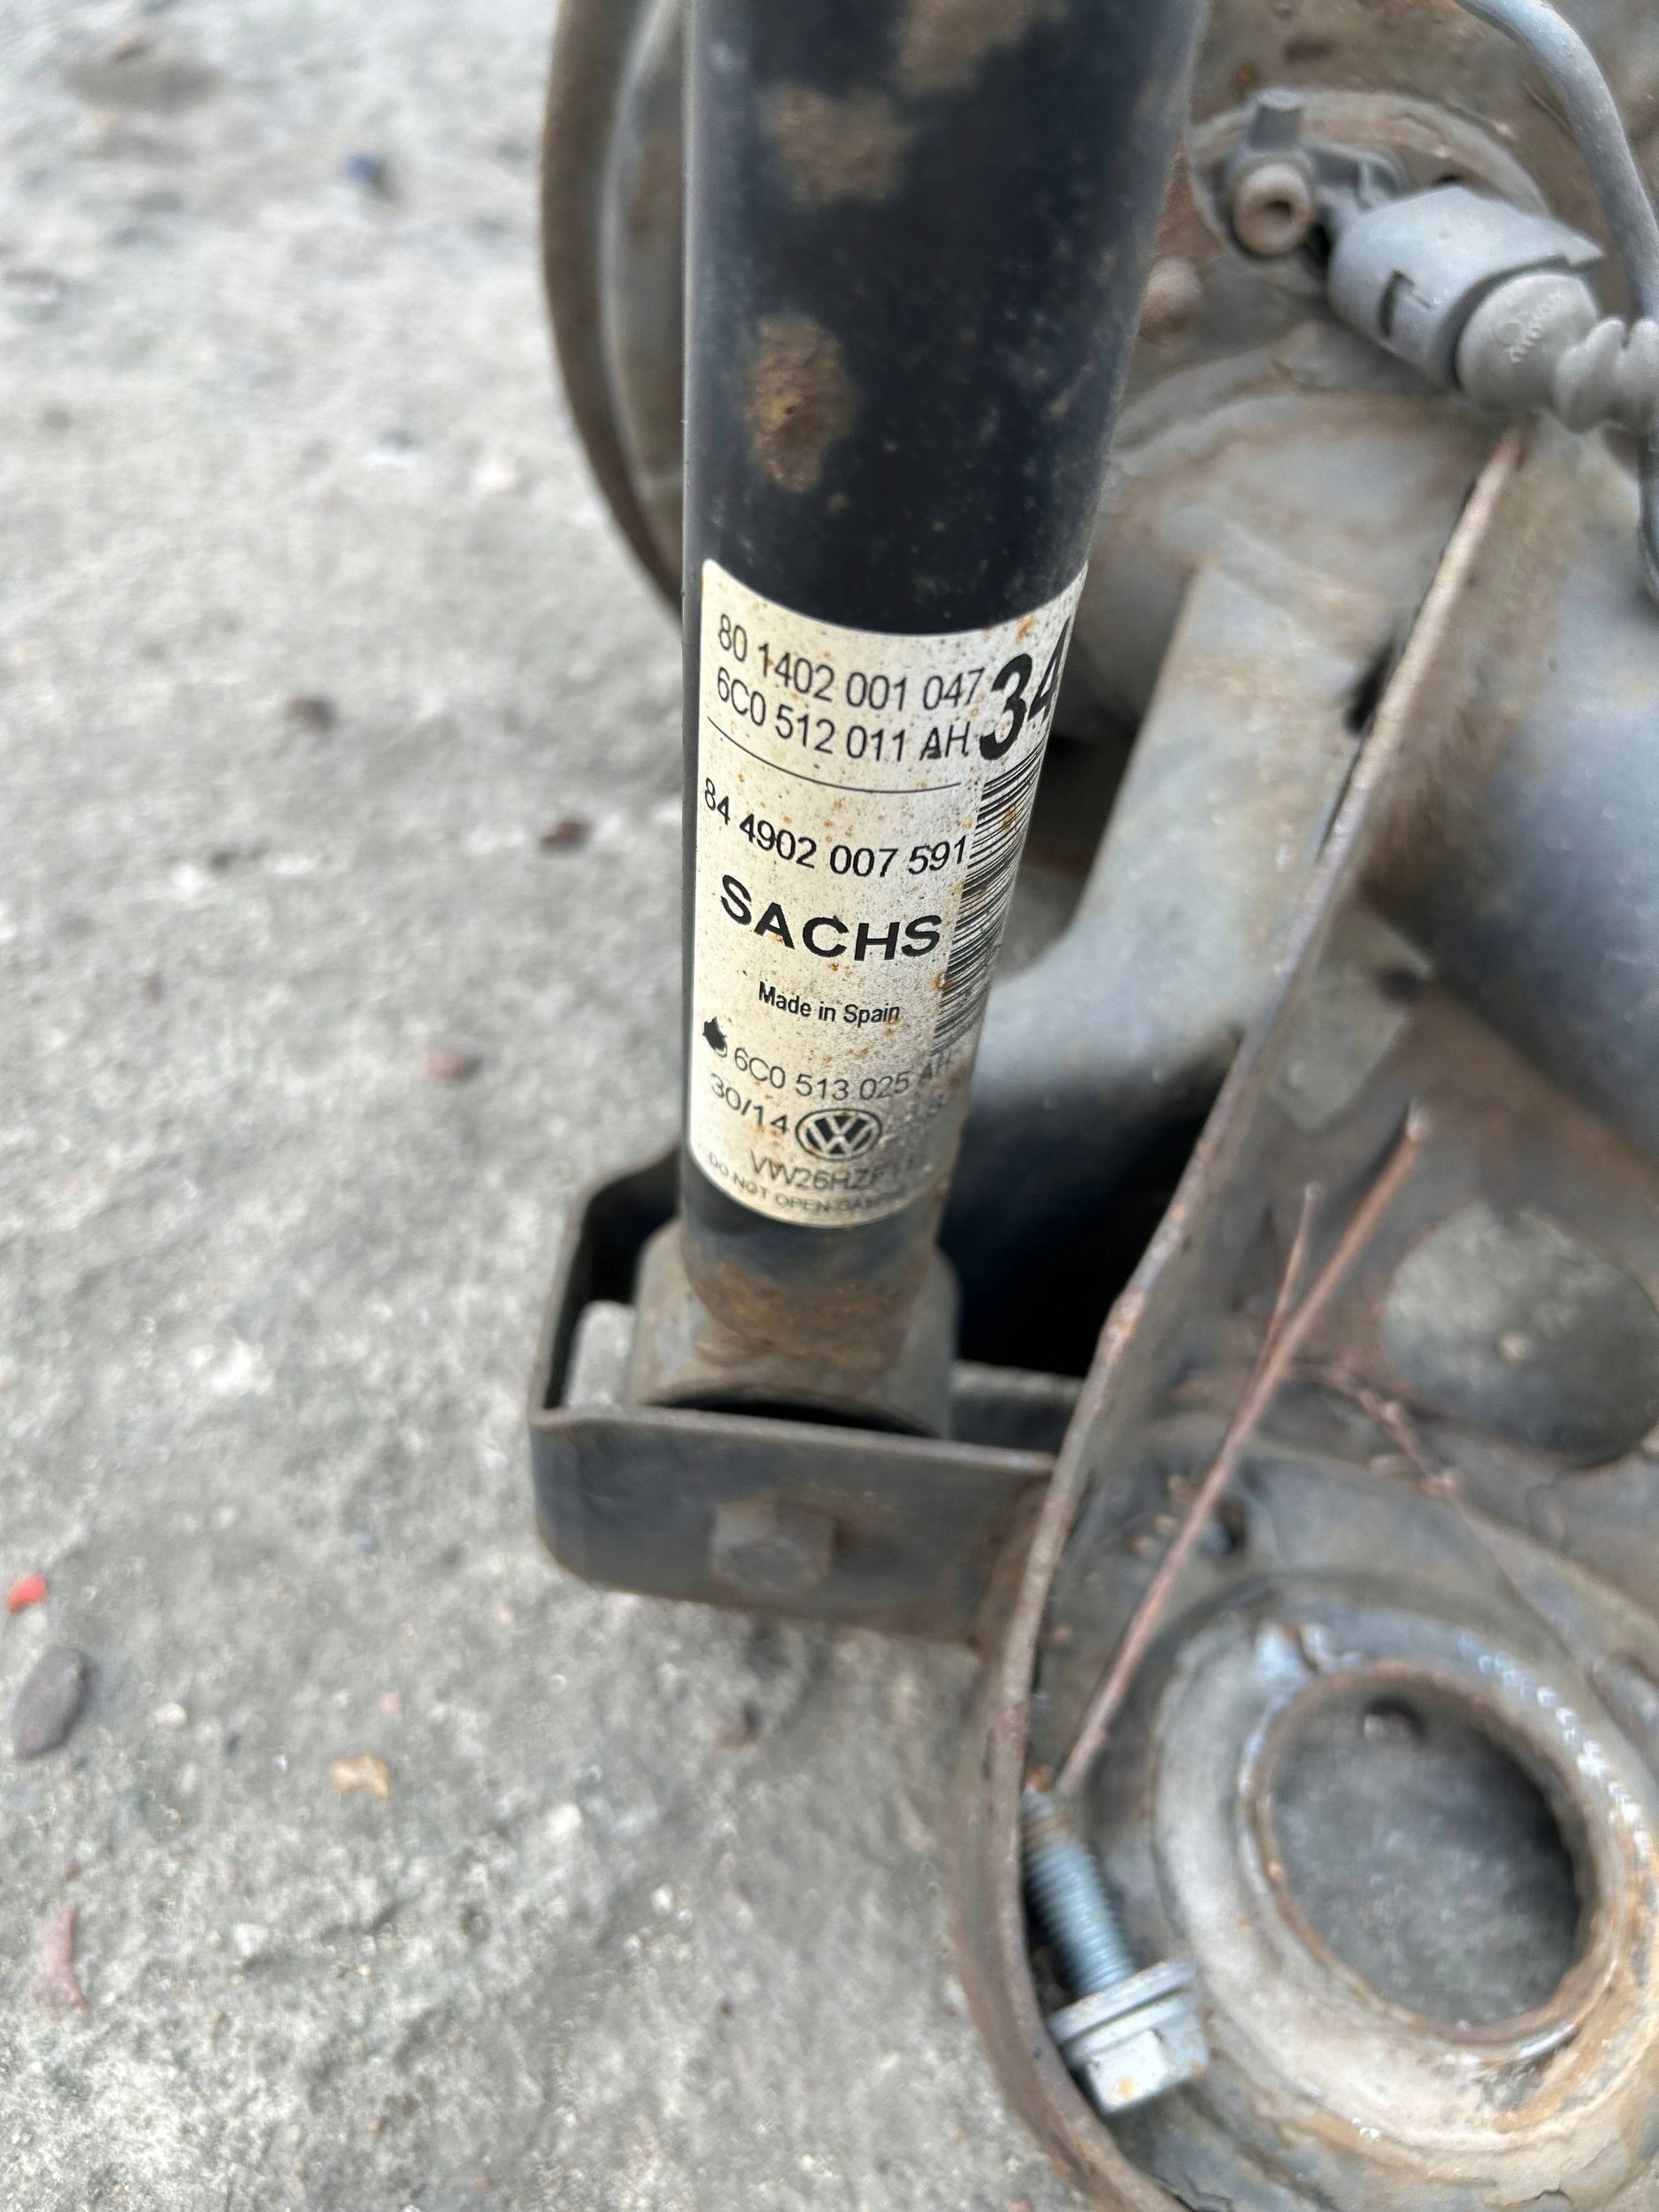 80 1402 001 047
34
6C0 512 011 AH
84 4902 007 591
SACHS
Made in Spain
6C0 513 025 AH
30/14
DO NOT OPEN